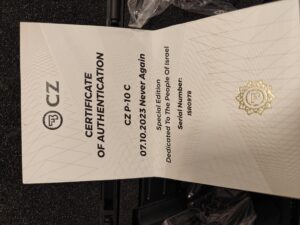 CZ
CERTIFICATE
OF AUTHENTICATION
CZ P-10 C
07.10.2023 Never Again
Special Edition
Dedicated To The People Of Israel
Serial Number:
ISR0978